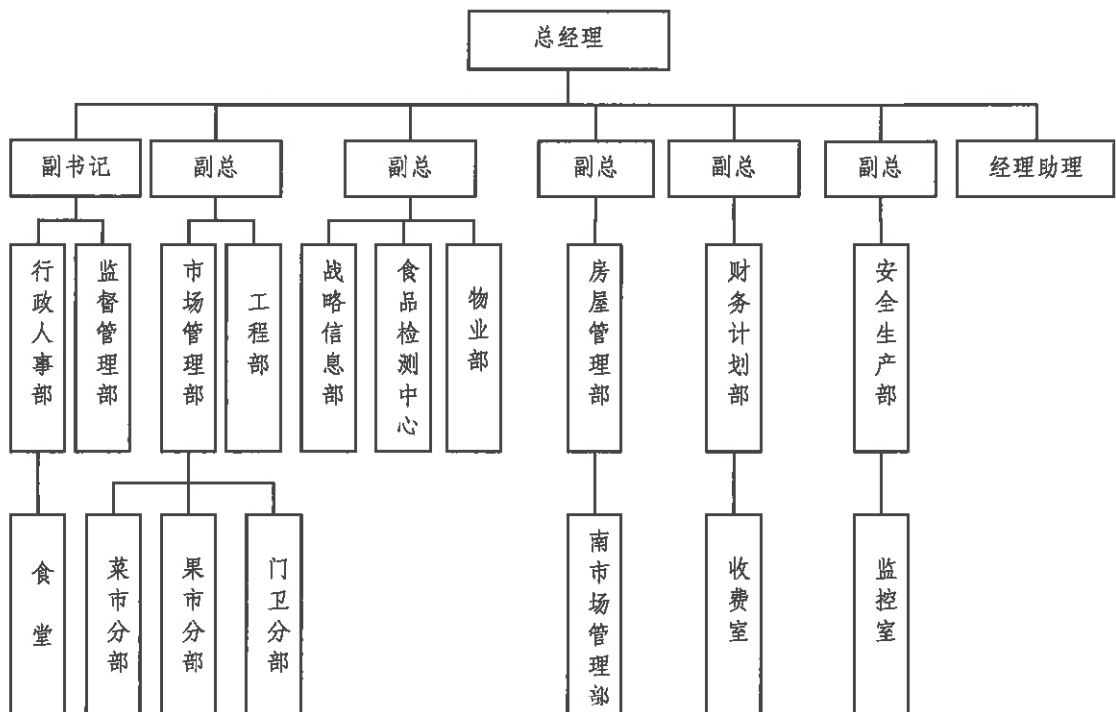 总经理
副书记
副总
副总
副总
副总
副总
经理助理
行政人事部
监督管理部
市场管理部
工程部
战略信息部
食品检测中心
物业部
房屋管理部
财务计划部
安全生产部
食堂
菜市分部
果市分部
门卫分部
南市场管理部
收费室
监控室